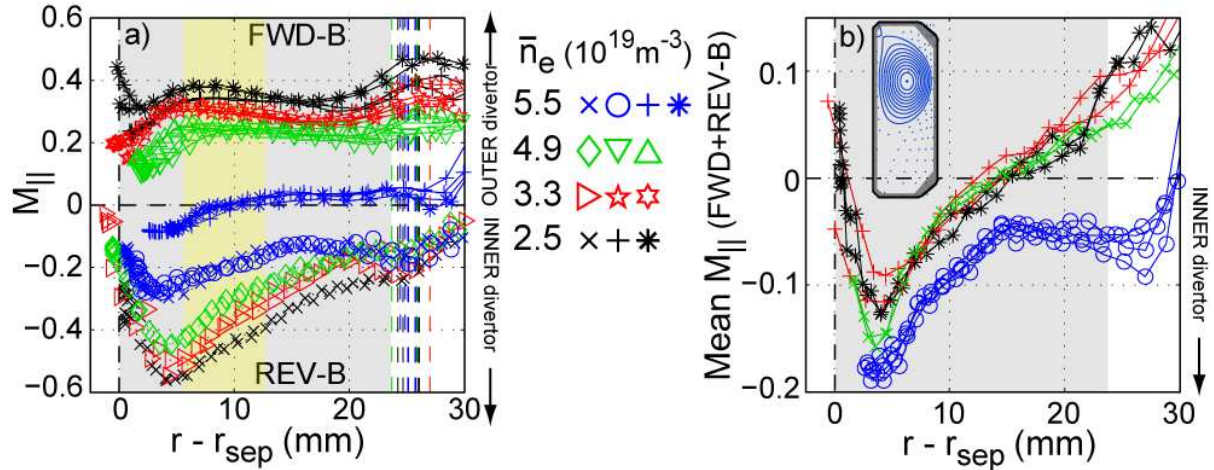 a)
FWD-B
REV-B
0.6
0.4
0.2
0
−0.2
−0.4
−0.6
M||
0 10 20 30
r - rsep (mm)
OUTER divertor
INNER divertor
n̅e (10^19 m^-3)
5.5
4.9
3.3
2.5
b)
0.1
0
−0.1
−0.2
Mean M|| (FWD+REV-B)
0 10 20 30
r - rsep (mm)
INNER divertor